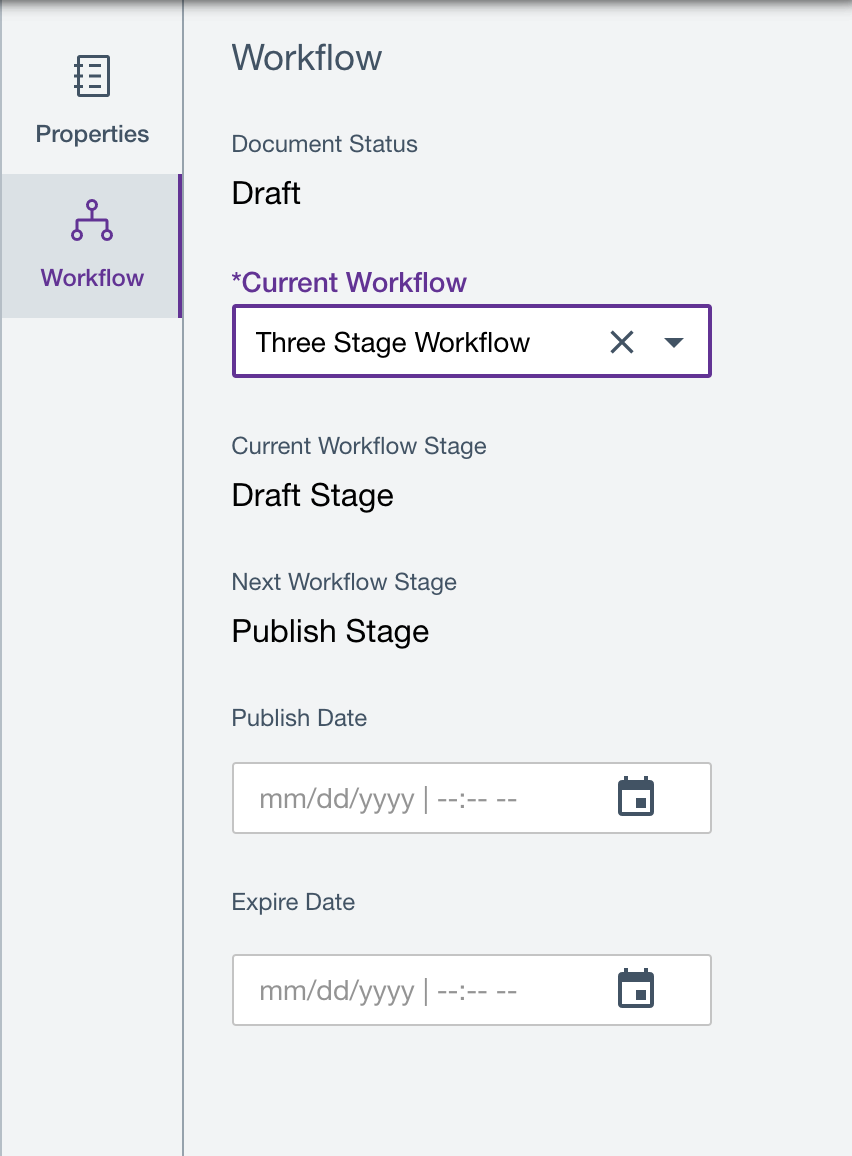 Properties
Workflow
Workflow
Document Status
Draft
*Current Workflow
Three Stage Workflow
Current Workflow Stage
Draft Stage
Next Workflow Stage
Publish Stage
Publish Date
mm/dd/yyyy | --:-- --
Expire Date
mm/dd/yyyy | --:-- --